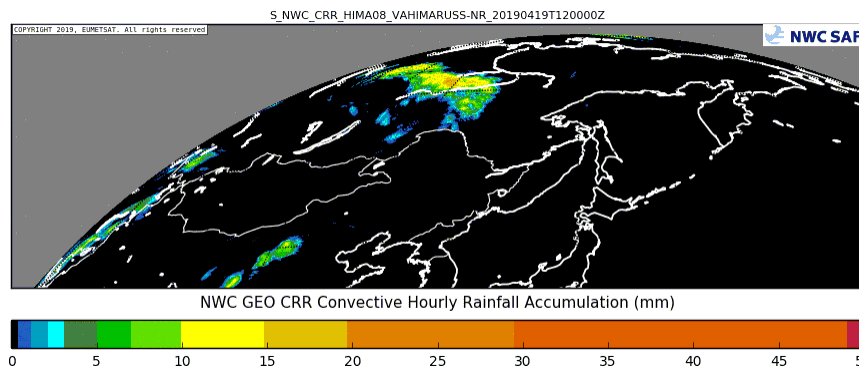 S_NWC_CRR_HIMA08_VAHIMARUSS-NR_20190419T120000Z
COPYRIGHT 2019, EUMETSAT. All rights reserved
NWC SAF
NWC GEO CRR Convective Hourly Rainfall Accumulation (mm)
0 5 10 15 20 25 30 35 40 45